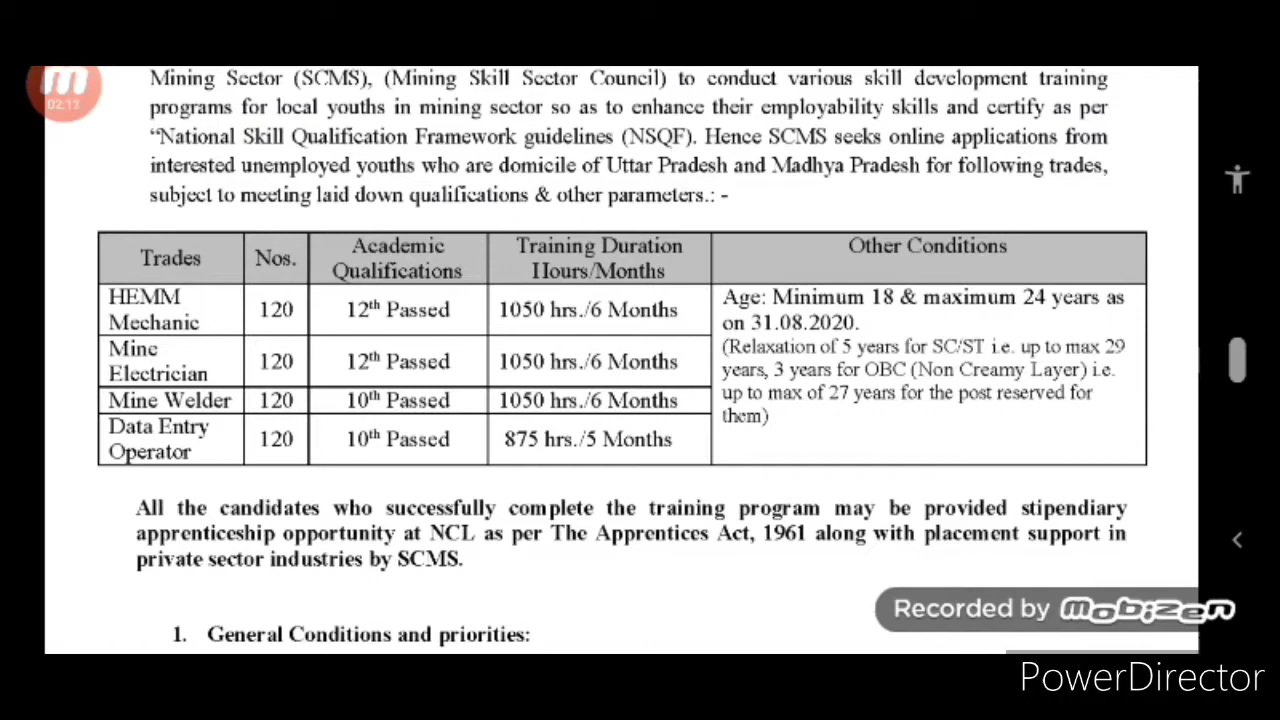 m
02:12
Mining Sector (SCMS), (Mining Skill Sector Council) to conduct various skill development training
programs for local youths in mining sector so as to enhance their employability skills and certify as per
“National Skill Qualification Framework guidelines (NSQF). Hence SCMS seeks online applications from
interested unemployed youths who are domicile of Uttar Pradesh and Madhya Pradesh for following trades,
subject to meeting laid down qualifications & other parameters.: -
Trades Nos. Academic Qualifications Training Duration Hours/Months Other Conditions
HEMM Mechanic 120 12th Passed 1050 hrs./6 Months
Mine Electrician 120 12th Passed 1050 hrs./6 Months
Mine Welder 120 10th Passed 1050 hrs./6 Months
Data Entry Operator 120 10th Passed 875 hrs./5 Months
Age: Minimum 18 & maximum 24 years as
on 31.08.2020.
(Relaxation of 5 years for SC/ST i.e. up to max 29
years, 3 years for OBC (Non Creamy Layer) i.e.
up to max of 27 years for the post reserved for
them)
All the candidates who successfully complete the training program may be provided stipendiary
apprenticeship opportunity at NCL as per The Apprentices Act, 1961 along with placement support in
private sector industries by SCMS.
1. General Conditions and priorities:
Recorded by mobizen
PowerDirector